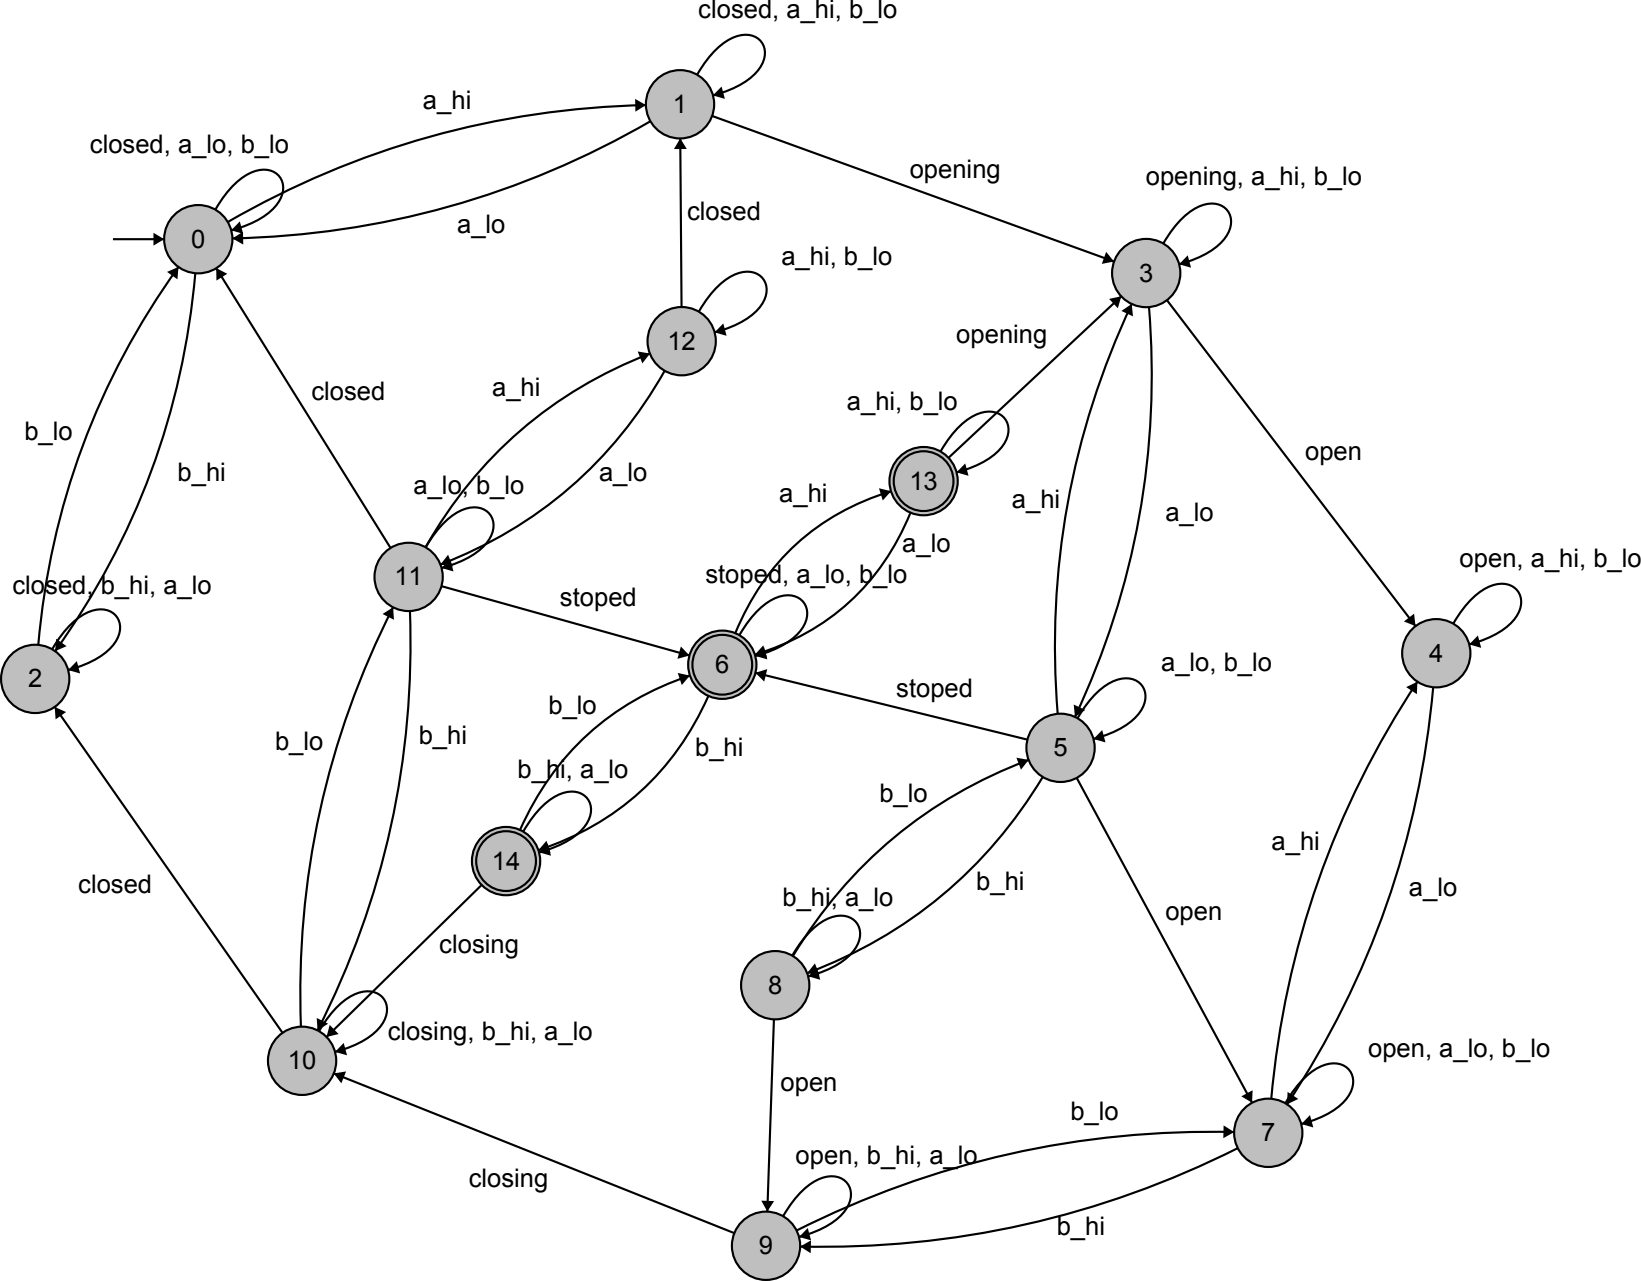 closed, a_hi, b_lo
1
a_hi
closed, a_lo, b_lo
opening
opening, a_hi, b_lo
closed
a_lo
0
a_hi, b_lo
3
12
opening
closed
a_hi
a_hi, b_lo
b_lo
open
b_hi
a_lo
a_lo, b_lo
13
a_hi
a_hi
a_lo
a_lo
open, a_hi, b_lo
11
stoped, a_lo, b_lo
closed, b_hi, a_lo
stoped
4
6
a_lo, b_lo
2
stoped
b_lo
b_lo
b_hi
b_hi
5
b_hi, a_lo
b_lo
a_hi
14
b_hi
closed
a_lo
b_hi, a_lo
open
closing
8
closing, b_hi, a_lo
open, a_lo, b_lo
10
open
b_lo
7
open, b_hi, a_lo
closing
b_hi
9